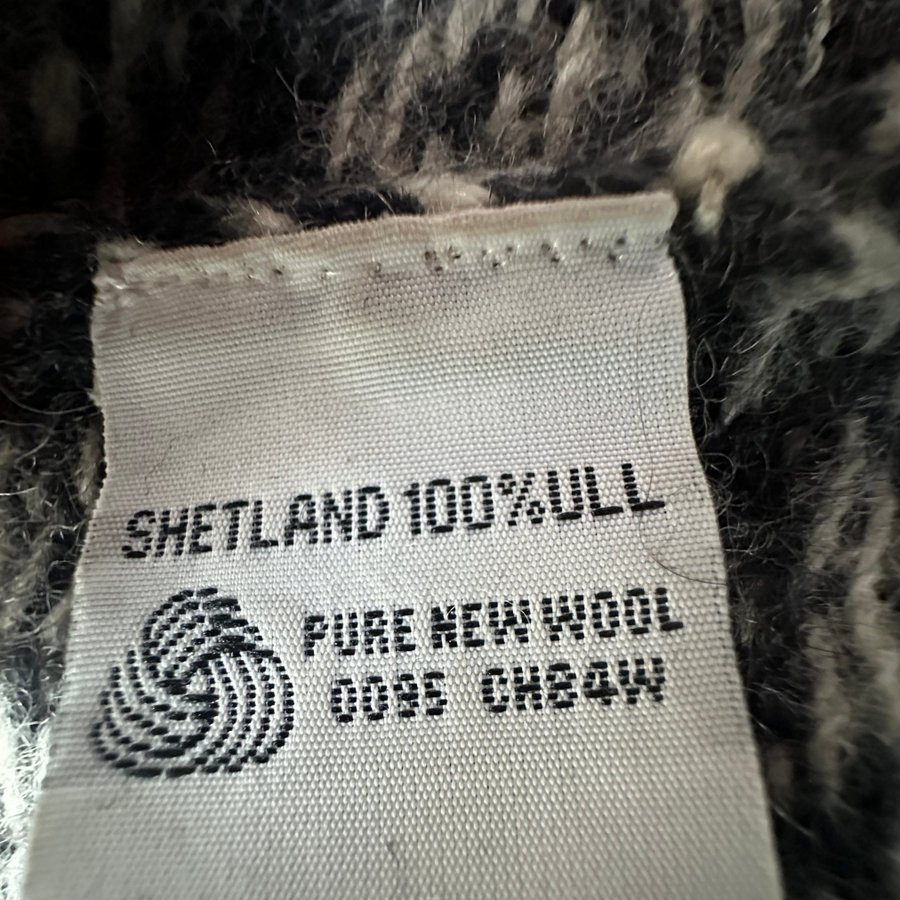 SHETLAND 100% ULL
PURE NEW WOOL
0095 CH84W